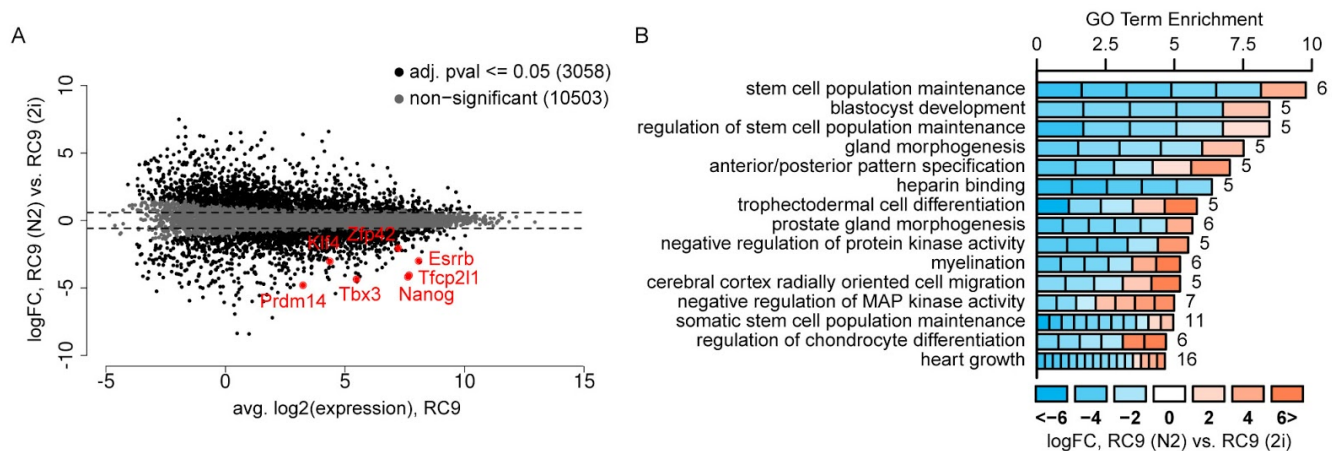 A
adj. pval <= 0.05 (3058)
non-significant (10503)
logFC, RC9 (N2) vs. RC9 (2i)
10
5
0
-5
-10
Klf4
Zfp42
Esrrb
Tfcp2l1
Nanog
Tbx3
Prdm14
-5 0 5 10 15
avg. log2(expression), RC9
B
GO Term Enrichment
0 2.5 5 7.5 10
stem cell population maintenance 6
blastocyst development 5
regulation of stem cell population maintenance 5
gland morphogenesis 5
anterior/posterior pattern specification 5
heparin binding 5
trophectodermal cell differentiation 5
prostate gland morphogenesis 6
negative regulation of protein kinase activity 5
myelination 6
cerebral cortex radially oriented cell migration 5
negative regulation of MAP kinase activity 7
somatic stem cell population maintenance 11
regulation of chondrocyte differentiation 6
heart growth 16
<−6 −4 −2 0 2 4 6>
logFC, RC9 (N2) vs. RC9 (2i)